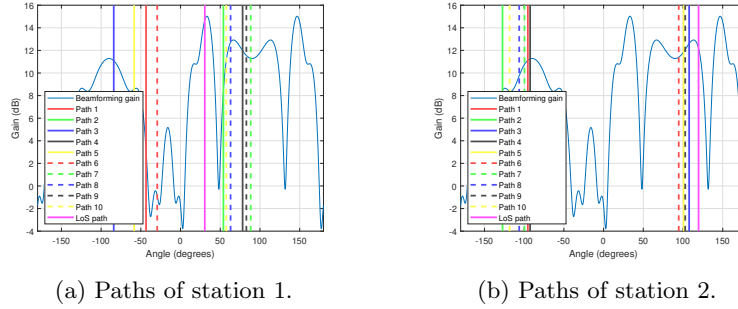 16
14
12
10
8
6
4
2
0
-2
-4
Gain (dB)
Beamforming gain
Path 1
Path 2
Path 3
Path 4
Path 5
Path 6
Path 7
Path 8
Path 9
Path 10
LoS path
-150 -100 -50 0 50 100 150
Angle (degrees)
(a) Paths of station 1.
16
14
12
10
8
6
4
2
0
-2
-4
Gain (dB)
Beamforming gain
Path 1
Path 2
Path 3
Path 4
Path 5
Path 6
Path 7
Path 8
Path 9
Path 10
LoS path
-150 -100 -50 0 50 100 150
Angle (degrees)
(b) Paths of station 2.